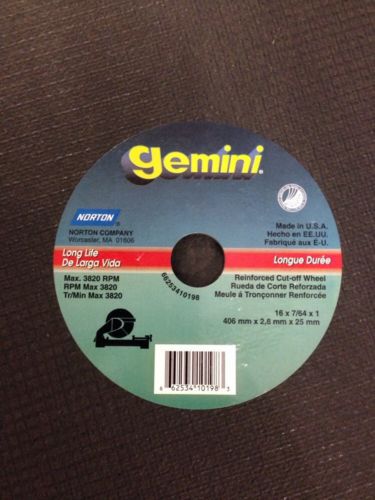 gemini®
NORTON
NORTON COMPANY
Worcester, MA 01606
Made in U.S.A.
Hecho en EE.UU.
Fabriqué aux É-U.
Long Life
De Larga Vida
Longue Durée
Max. 3820 RPM
RPM Max 3820
Tr/Min Max 3820
66253410198
Reinforced Cut-off Wheel
Rueda de Corte Reforzada
Meule á Tronçonner Renforcée
16 x 7/64 x 1
406 mm x 2,8 mm x 25 mm
6 62534 10198 3